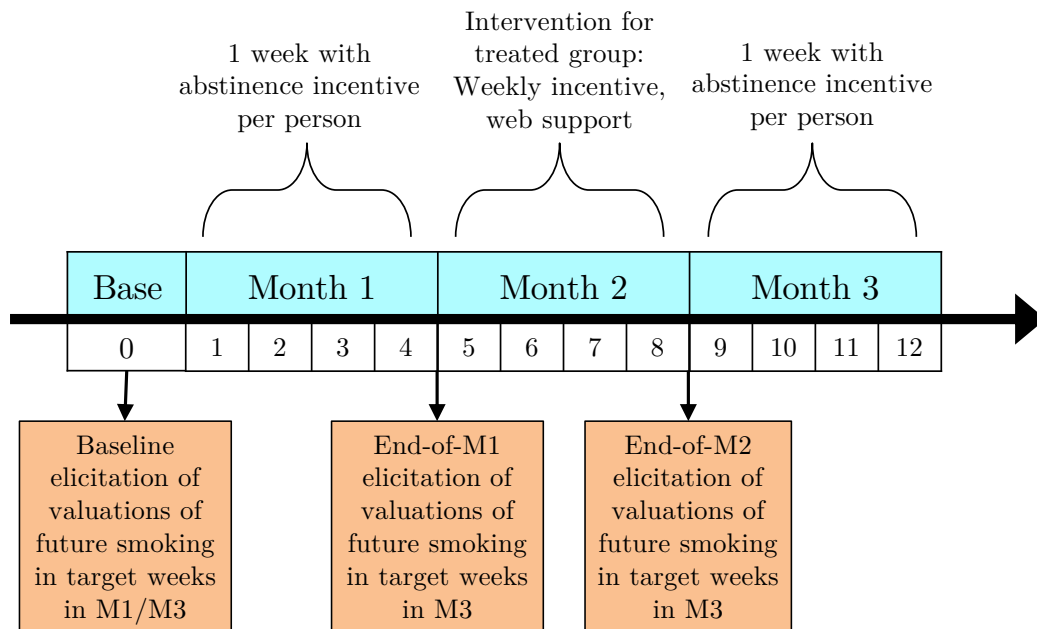 1 week with
abstinence incentive
per person
Intervention for
treated group:
Weekly incentive,
web support
1 week with
abstinence incentive
per person
Base
Month 1
Month 2
Month 3
0
1
2
3
4
5
6
7
8
9
10
11
12
Baseline
elicitation of
valuations of
future smoking
in target weeks
in M1/M3
End-of-M1
elicitation of
valuations of
future smoking
in target weeks
in M3
End-of-M2
elicitation of
valuations of
future smoking
in target weeks
in M3